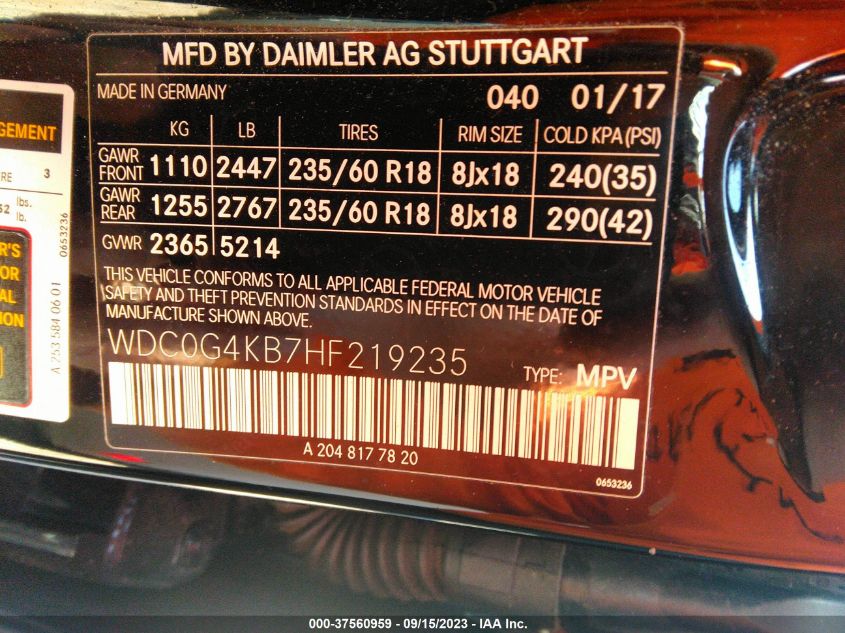 MFD BY DAIMLER AG STUTTGART
MADE IN GERMANY 040 01/17
KG LB TIRES RIM SIZE COLD KPA (PSI)
GAWR FRONT 1110 2447 235/60 R18 8Jx18 240(35)
GAWR REAR 1255 2767 235/60 R18 8Jx18 290(42)
GVWR 2365 5214
THIS VEHICLE CONFORMS TO ALL APPLICABLE FEDERAL MOTOR VEHICLE
SAFETY AND THEFT PREVENTION STANDARDS IN EFFECT ON THE DATE OF
MANUFACTURE SHOWN ABOVE.
WDC0G4KB7HF219235 TYPE: MPV
A 204 817 78 20
0653236
3
lbs.
lb.
0653236
A 253 584 06 01
000-37560959 - 09/15/2023 - IAA Inc.